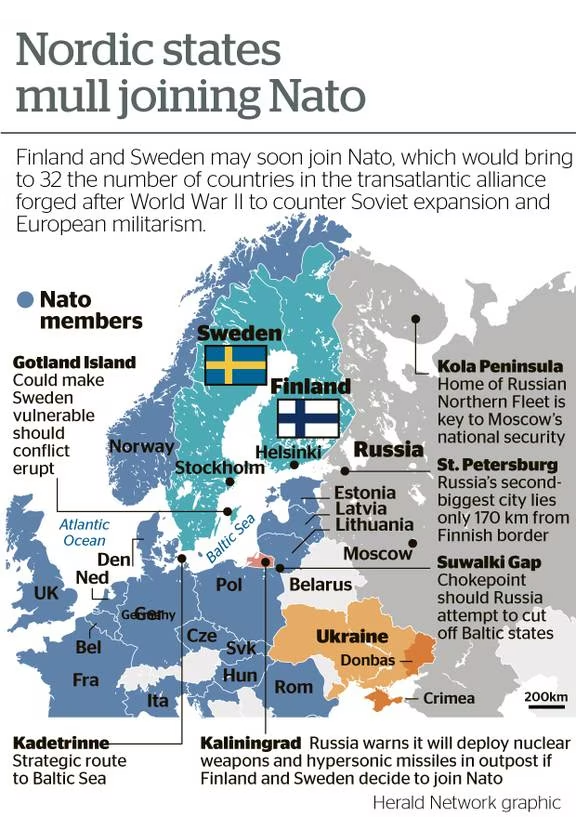 Nordic states
mull joining Nato
Finland and Sweden may soon join Nato, which would bring
to 32 the number of countries in the transatlantic alliance
forged after World War II to counter Soviet expansion and
European militarism.
Nato
members
Gotland Island
Could make
Sweden
vulnerable
should
conflict
erupt
Sweden
Finland
Norway
Stockholm
Helsinki
Russia
Kola Peninsula
Home of Russian
Northern Fleet is
key to Moscow's
national security
St. Petersburg
Russia's second-
biggest city lies
only 170 km from
Finnish border
Estonia
Latvia
Lithuania
Moscow
Atlantic
Ocean
Baltic Sea
Suwalki Gap
Chokepoint
should Russia
attempt to cut
off Baltic states
Den
Ned
UK
Ger
Germany
Pol
Belarus
Bel
Cze
Svk
Ukraine
Donbas
Fra
Hun
Ita
Rom
Crimea
200km
Kadetrinne
Strategic route
to Baltic Sea
Kaliningrad Russia warns it will deploy nuclear
weapons and hypersonic missiles in outpost if
Finland and Sweden decide to join Nato
Herald Network graphic